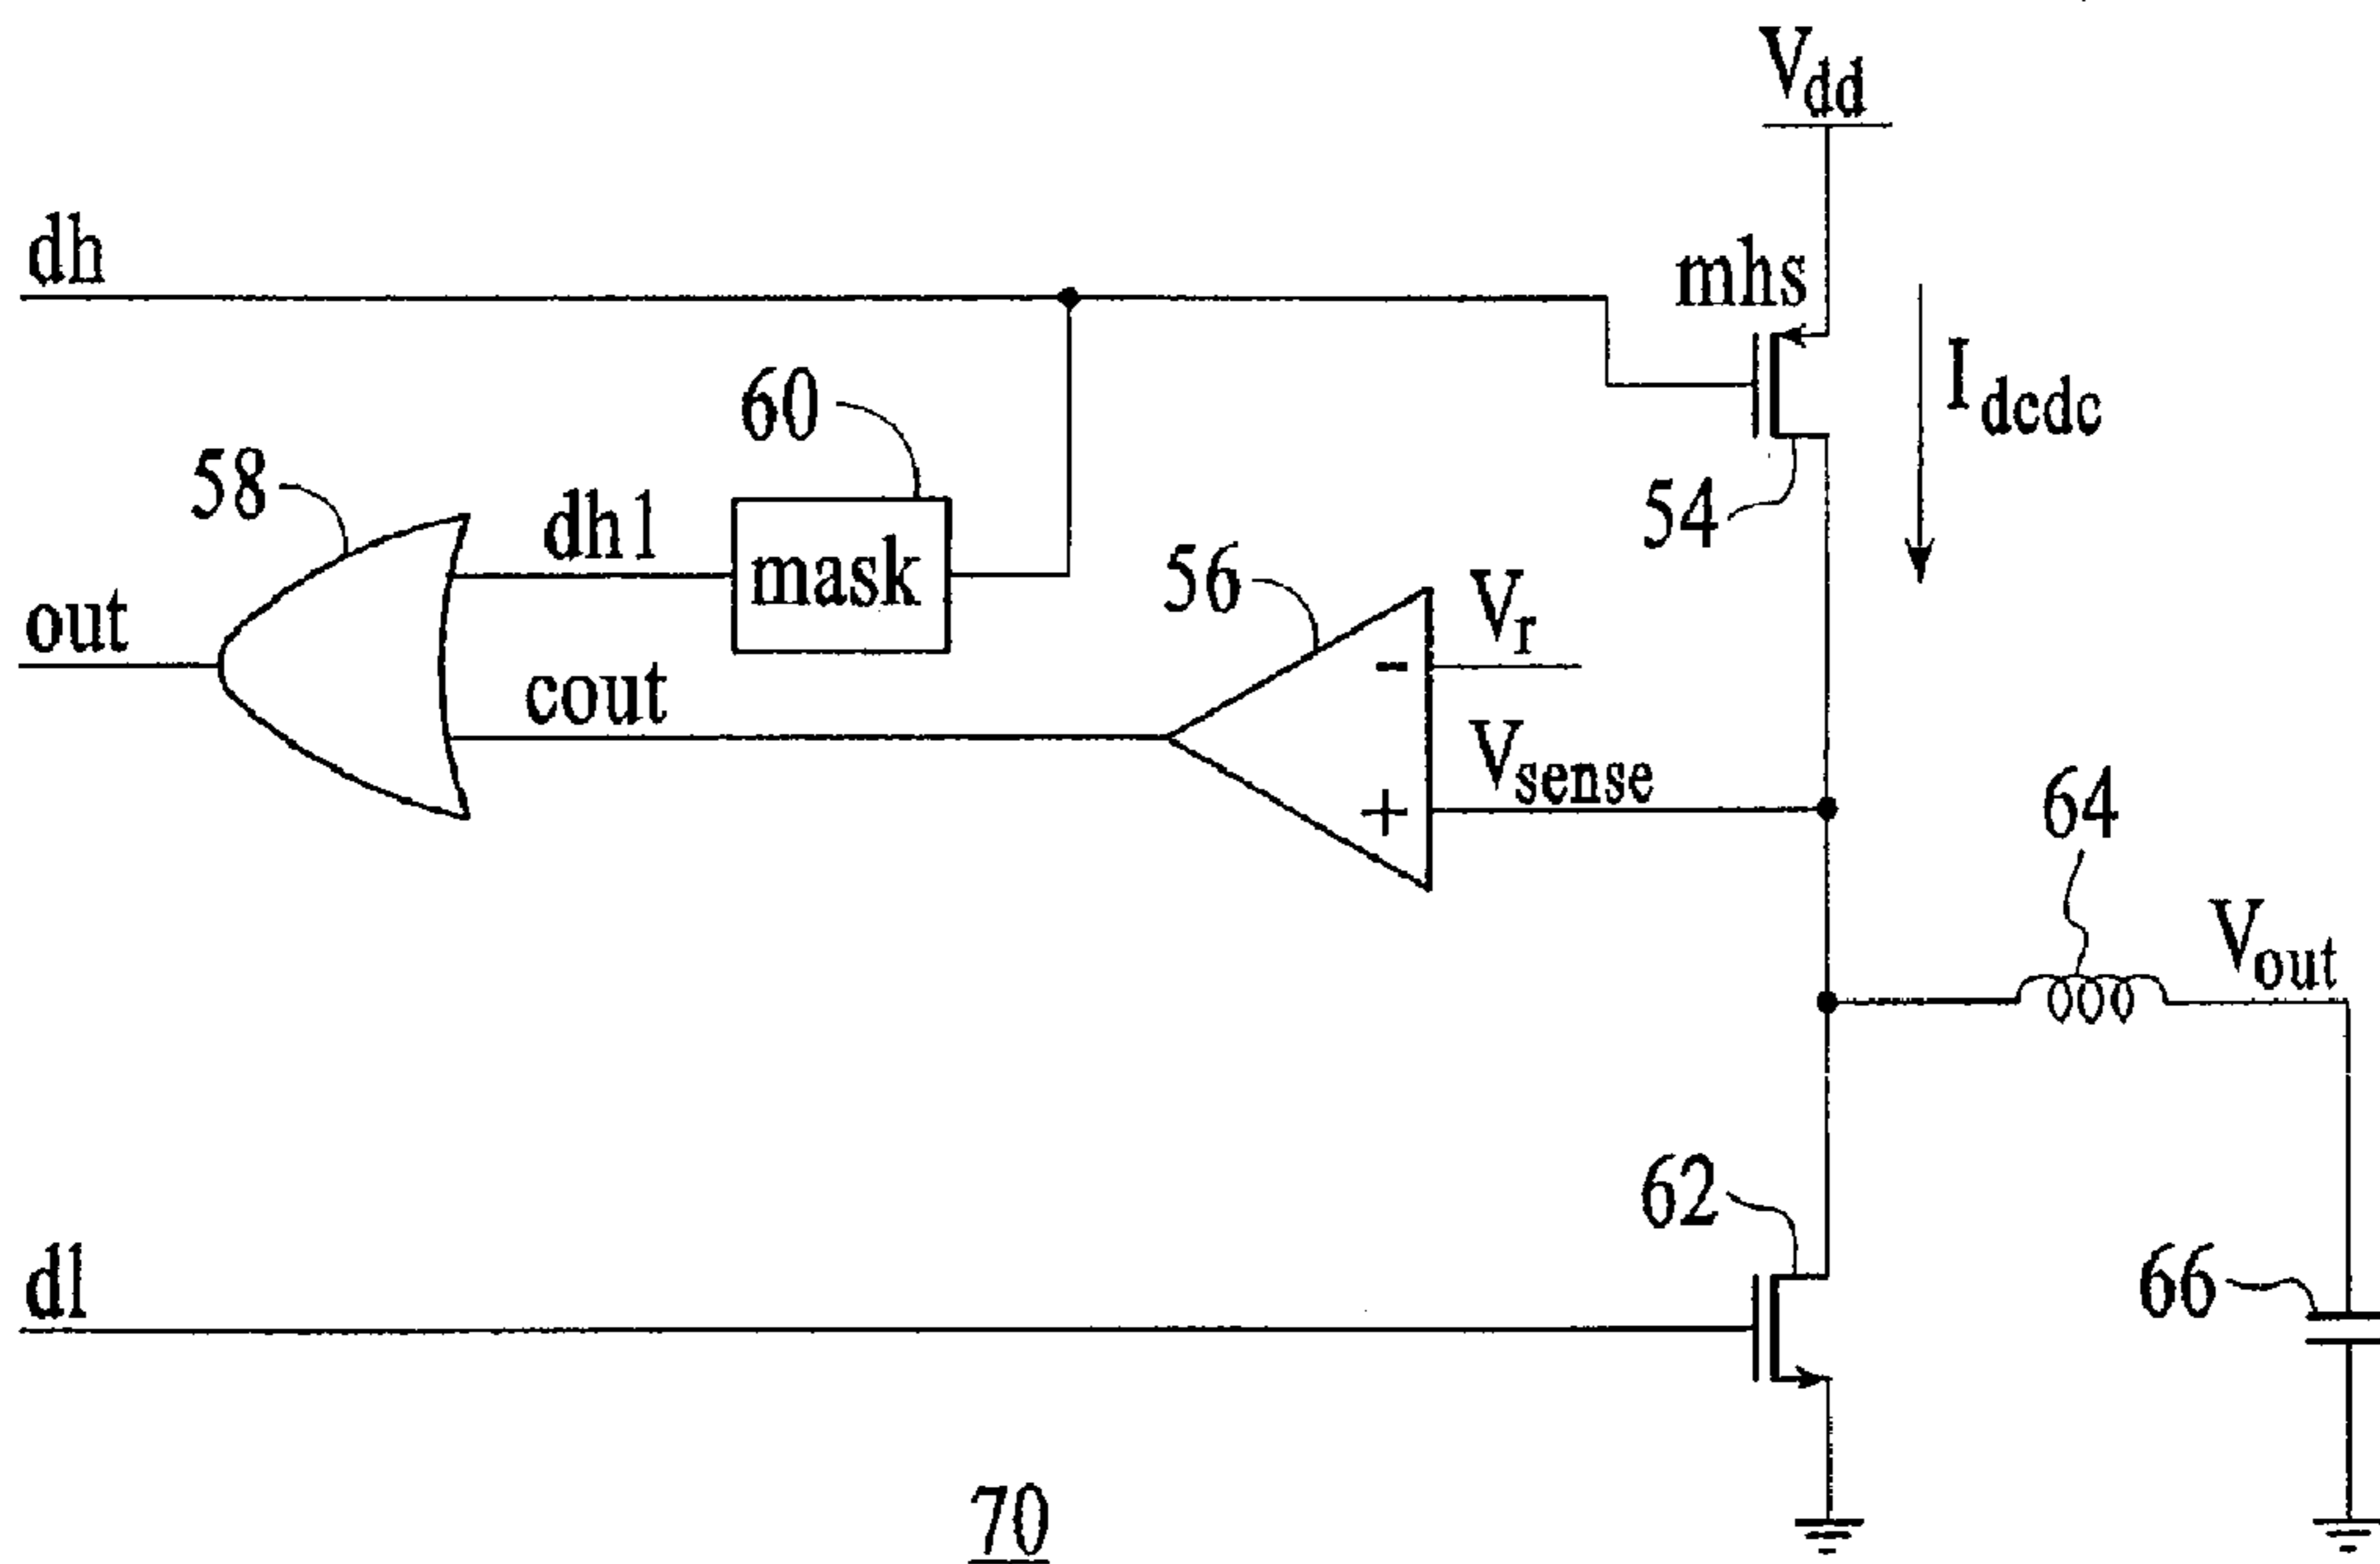 Vdd
dh
mhs
Idcdc
60
58
dh1
mask
54
56
Vr
out
-
cout
Vsense
+
64
Vout
62
66
dl
70